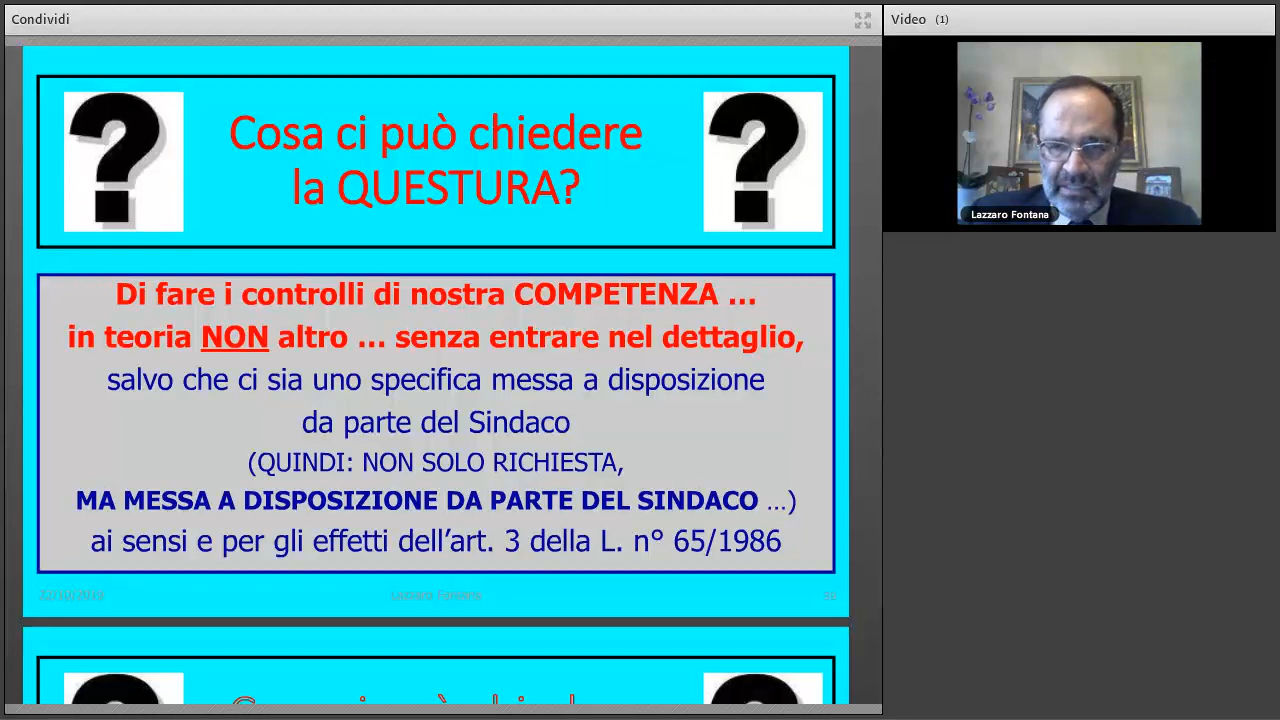 Condividi
Video (1)
Cosa ci può chiedere
la QUESTURA?
Di fare i controlli di nostra COMPETENZA ...
in teoria NON altro ... senza entrare nel dettaglio,
salvo che ci sia uno specifica messa a disposizione
da parte del Sindaco
(QUINDI: NON SOLO RICHIESTA,
MA MESSA A DISPOSIZIONE DA PARTE DEL SINDACO ...)
ai sensi e per gli effetti dell'art. 3 della L. n° 65/1986
Lazzaro Fontana
Lazzaro Fontana